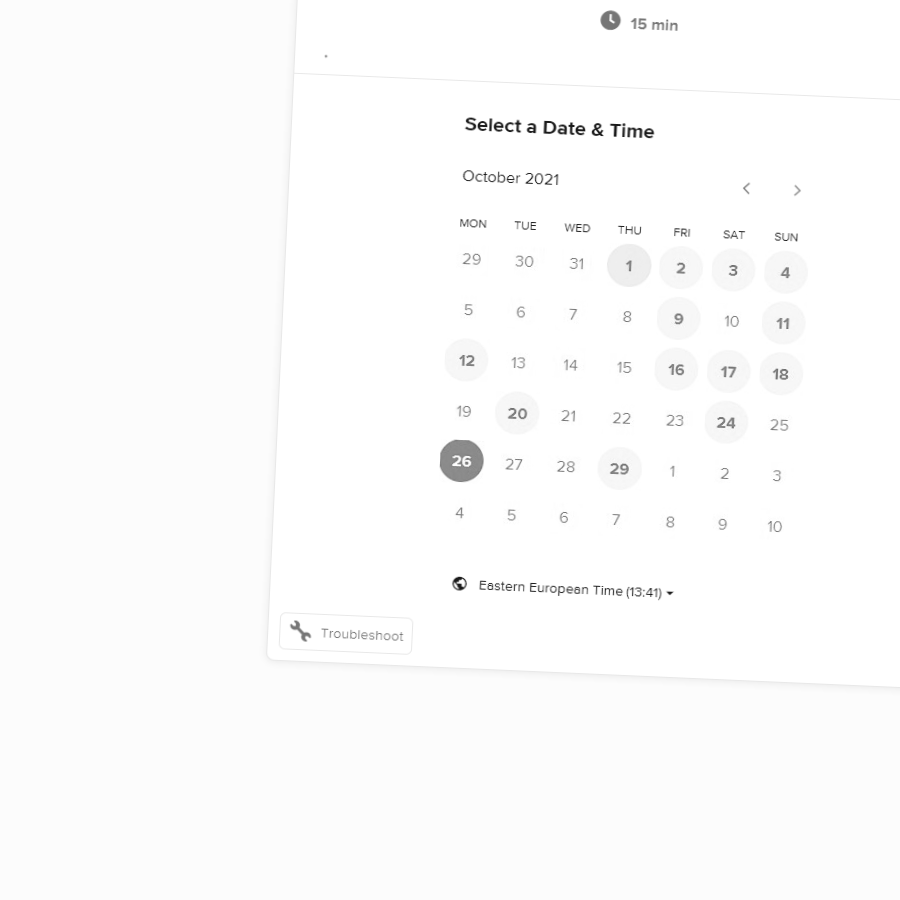 15 min
.
Select a Date & Time
October 2021
MON TUE WED THU FRI SAT SUN
29 30 31 1 2 3 4
5 6 7 8 9 10 11
12 13 14 15 16 17 18
19 20 21 22 23 24 25
26 27 28 29 1 2 3
4 5 6 7 8 9 10
Eastern European Time (13:41)
Troubleshoot